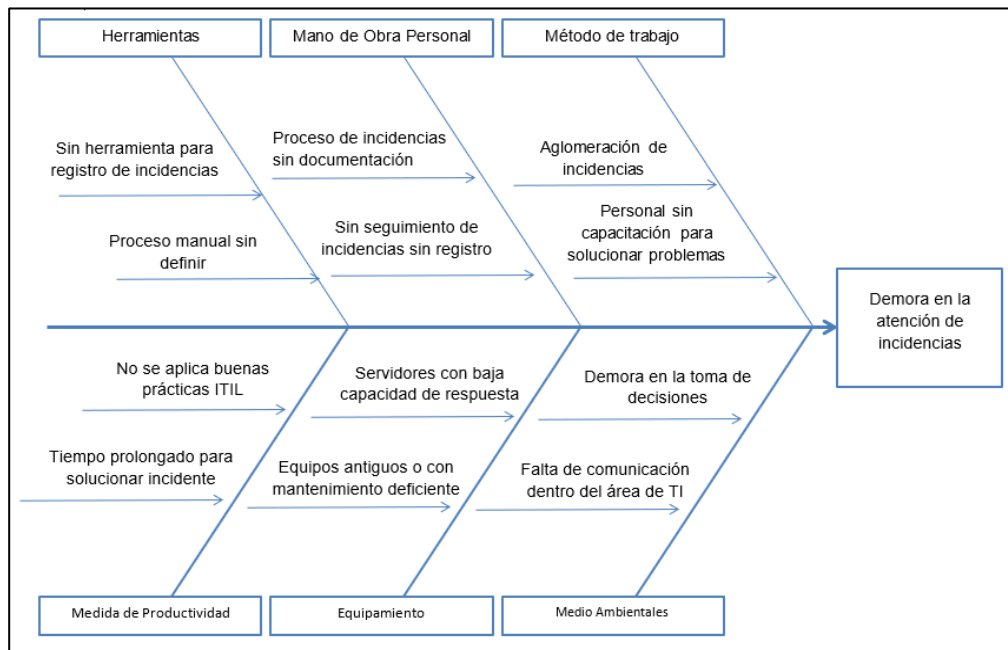 Herramientas
Mano de Obra Personal
Método de trabajo
Sin herramienta para
registro de incidencias
Proceso de incidencias
sin documentación
Aglomeración de
incidencias
Proceso manual sin
definir
Sin seguimiento de
incidencias sin registro
Personal sin
capacitación para
solucionar problemas
Demora en la
atención de
incidencias
No se aplica buenas
prácticas ITIL
Servidores con baja
capacidad de respuesta
Demora en la toma de
decisiones
Tiempo prolongado para
solucionar incidente
Equipos antiguos o con
mantenimiento deficiente
Falta de comunicación
dentro del área de TI
Medida de Productividad
Equipamiento
Medio Ambientales